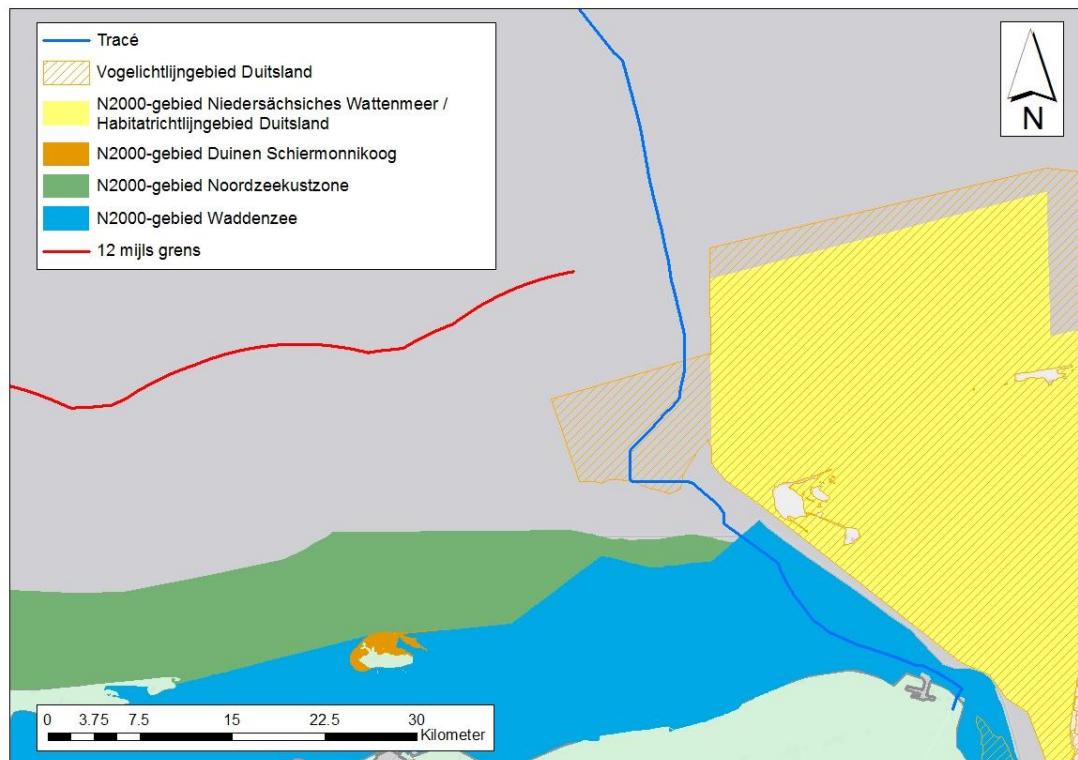 Tracé
Vogelichtlijngebied Duitsland
N2000-gebied Niedersächsiches Wattenmeer /
Habitatrichtlijngebied Duitsland
N2000-gebied Duinen Schiermonnikoog
N2000-gebied Noordzeekustzone
N2000-gebied Waddenzee
12 mijls grens
N
0 3.75 7.5 15 22.5 30
Kilometer